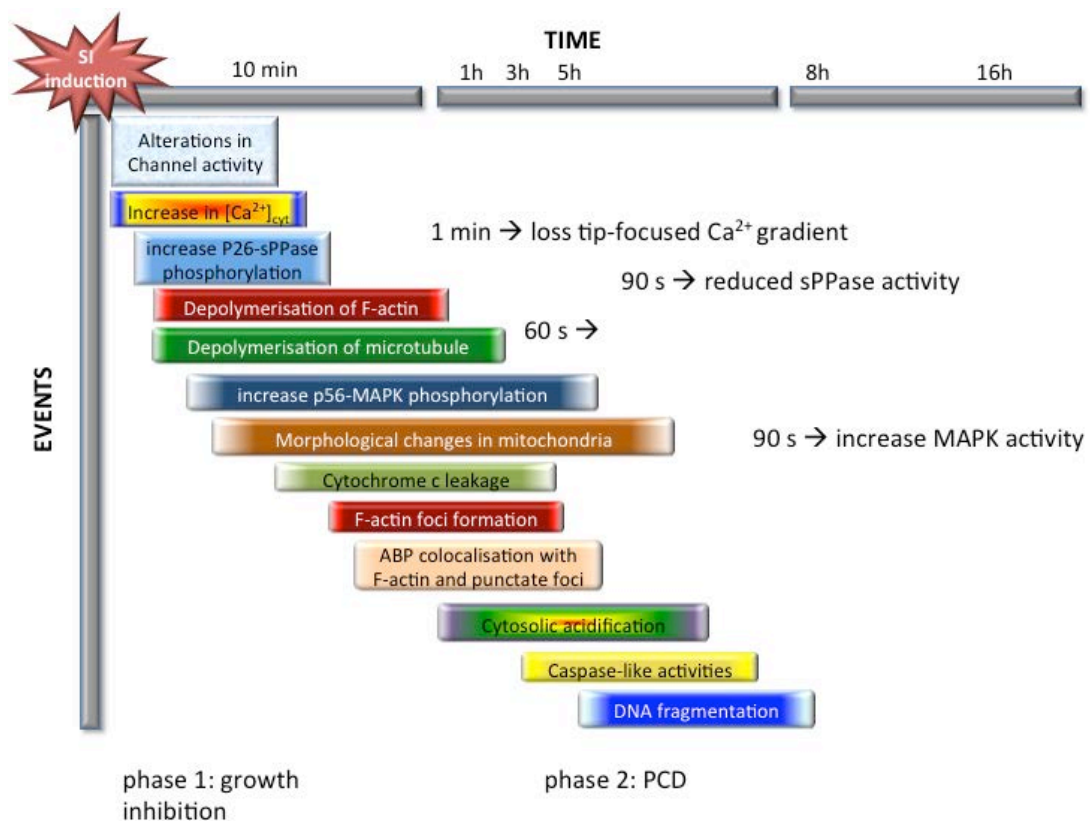 SI
induction
TIME
10 min
1h 3h 5h
8h
16h
EVENTS
Alterations in
Channel activity
Increase in [Ca²⁺]cyt
1 min → loss tip-focused Ca²⁺ gradient
increase P26-sPPase
phosphorylation
90 s → reduced sPPase activity
Depolymerisation of F-actin
60 s →
Depolymerisation of microtubule
increase p56-MAPK phosphorylation
Morphological changes in mitochondria
90 s → increase MAPK activity
Cytochrome c leakage
F-actin foci formation
ABP colocalisation with
F-actin and punctate foci
Cytosolic acidification
Caspase-like activities
DNA fragmentation
phase 1: growth
inhibition
phase 2: PCD